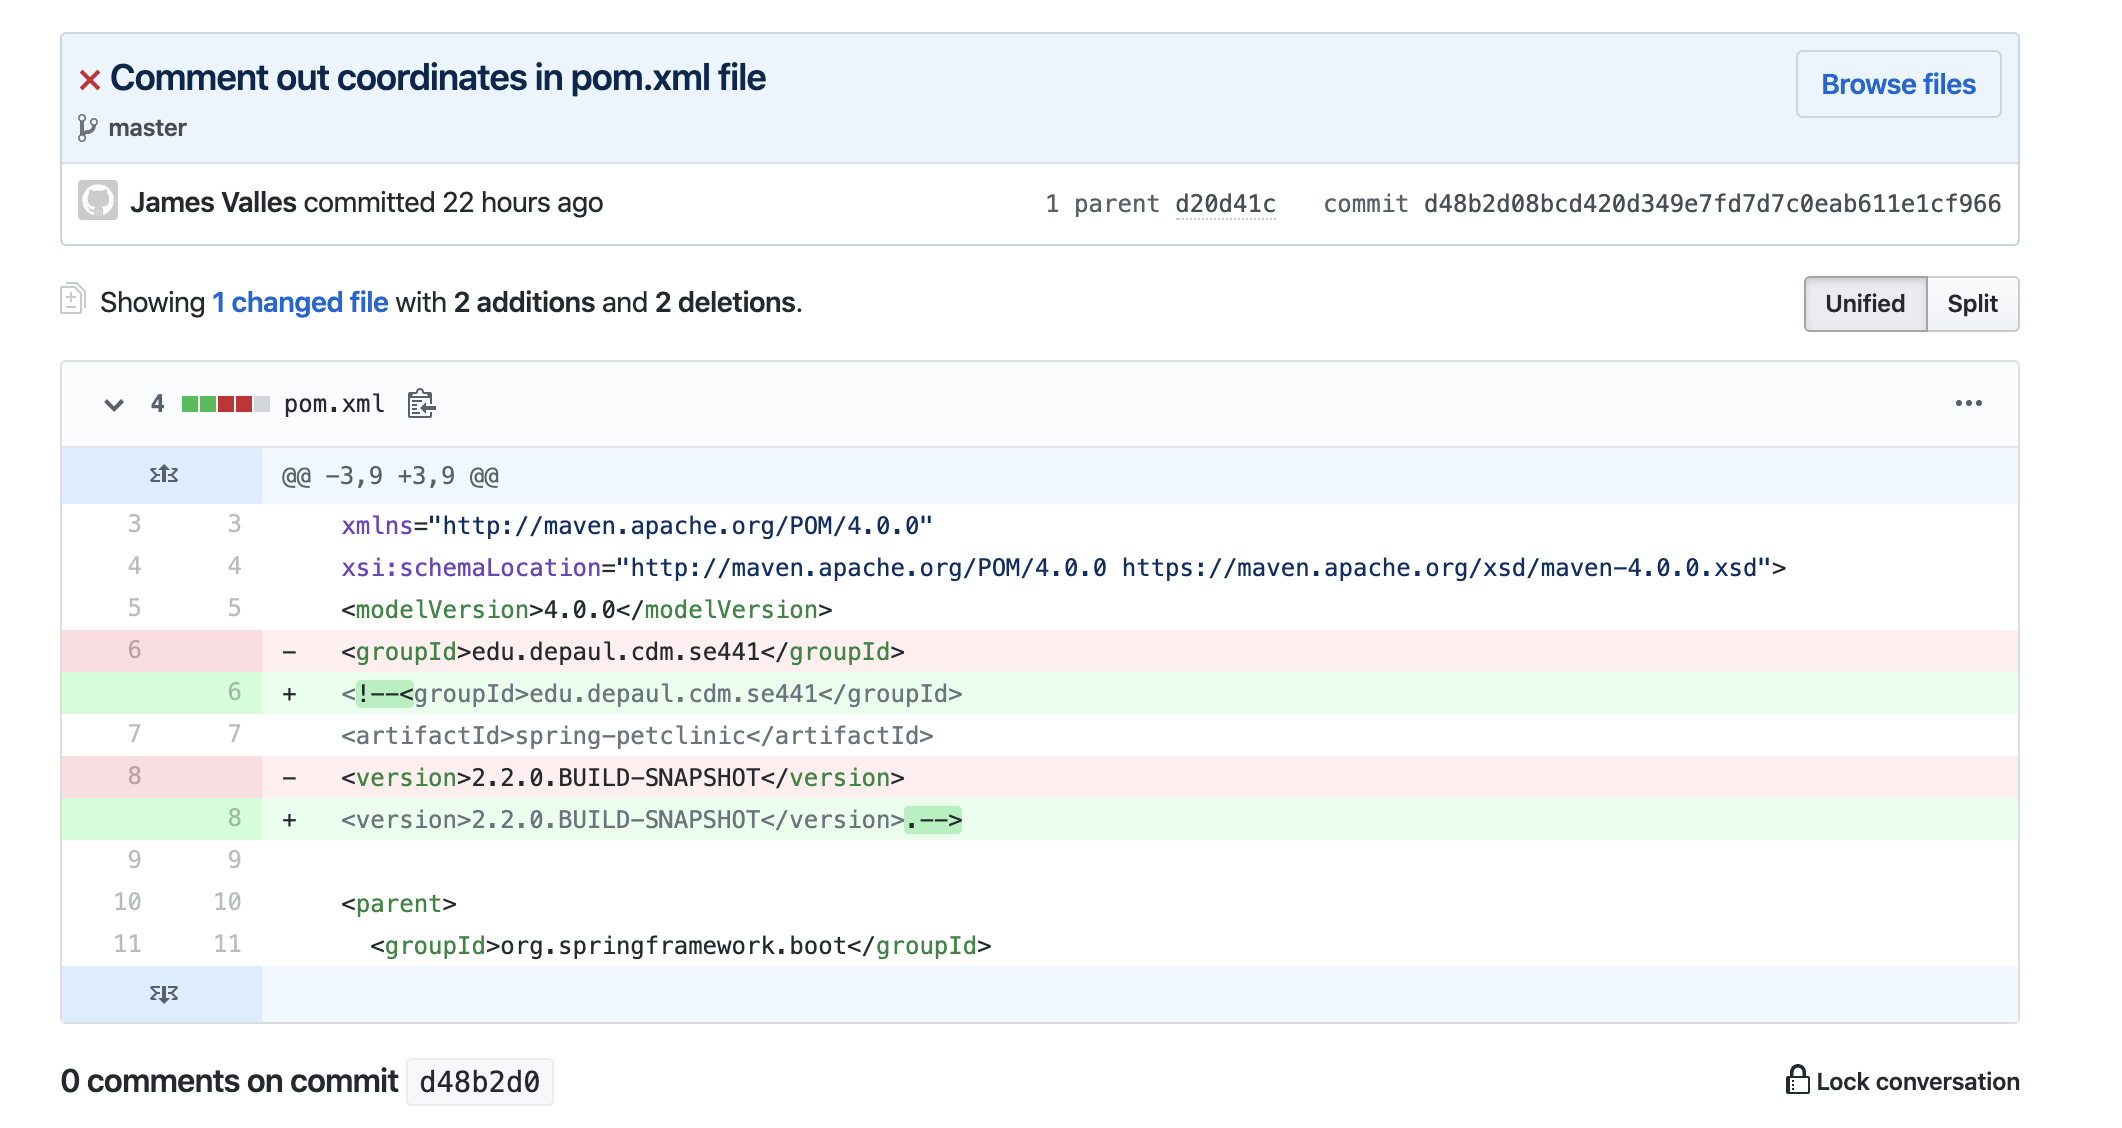 Comment out coordinates in pom.xml file
Browse files
master
James Valles committed 22 hours ago
1 parent d20d41c commit d48b2d08bcd420d349e7fd7d7c0eab611e1cf966
Showing 1 changed file with 2 additions and 2 deletions.
Unified Split
4 pom.xml
@@ -3,9 +3,9 @@
3 3 xmlns="http://maven.apache.org/POM/4.0.0"
4 4 xsi:schemaLocation="http://maven.apache.org/POM/4.0.0 https://maven.apache.org/xsd/maven-4.0.0.xsd">
5 5 <modelVersion>4.0.0</modelVersion>
6 - <groupId>edu.depaul.cdm.se441</groupId>
6 + <!--<groupId>edu.depaul.cdm.se441</groupId>
7 7 <artifactId>spring-petclinic</artifactId>
8 - <version>2.2.0.BUILD-SNAPSHOT</version>
8 + <version>2.2.0.BUILD-SNAPSHOT</version>.-->
9 9
10 10 <parent>
11 11 <groupId>org.springframework.boot</groupId>
0 comments on commit d48b2d0
Lock conversation